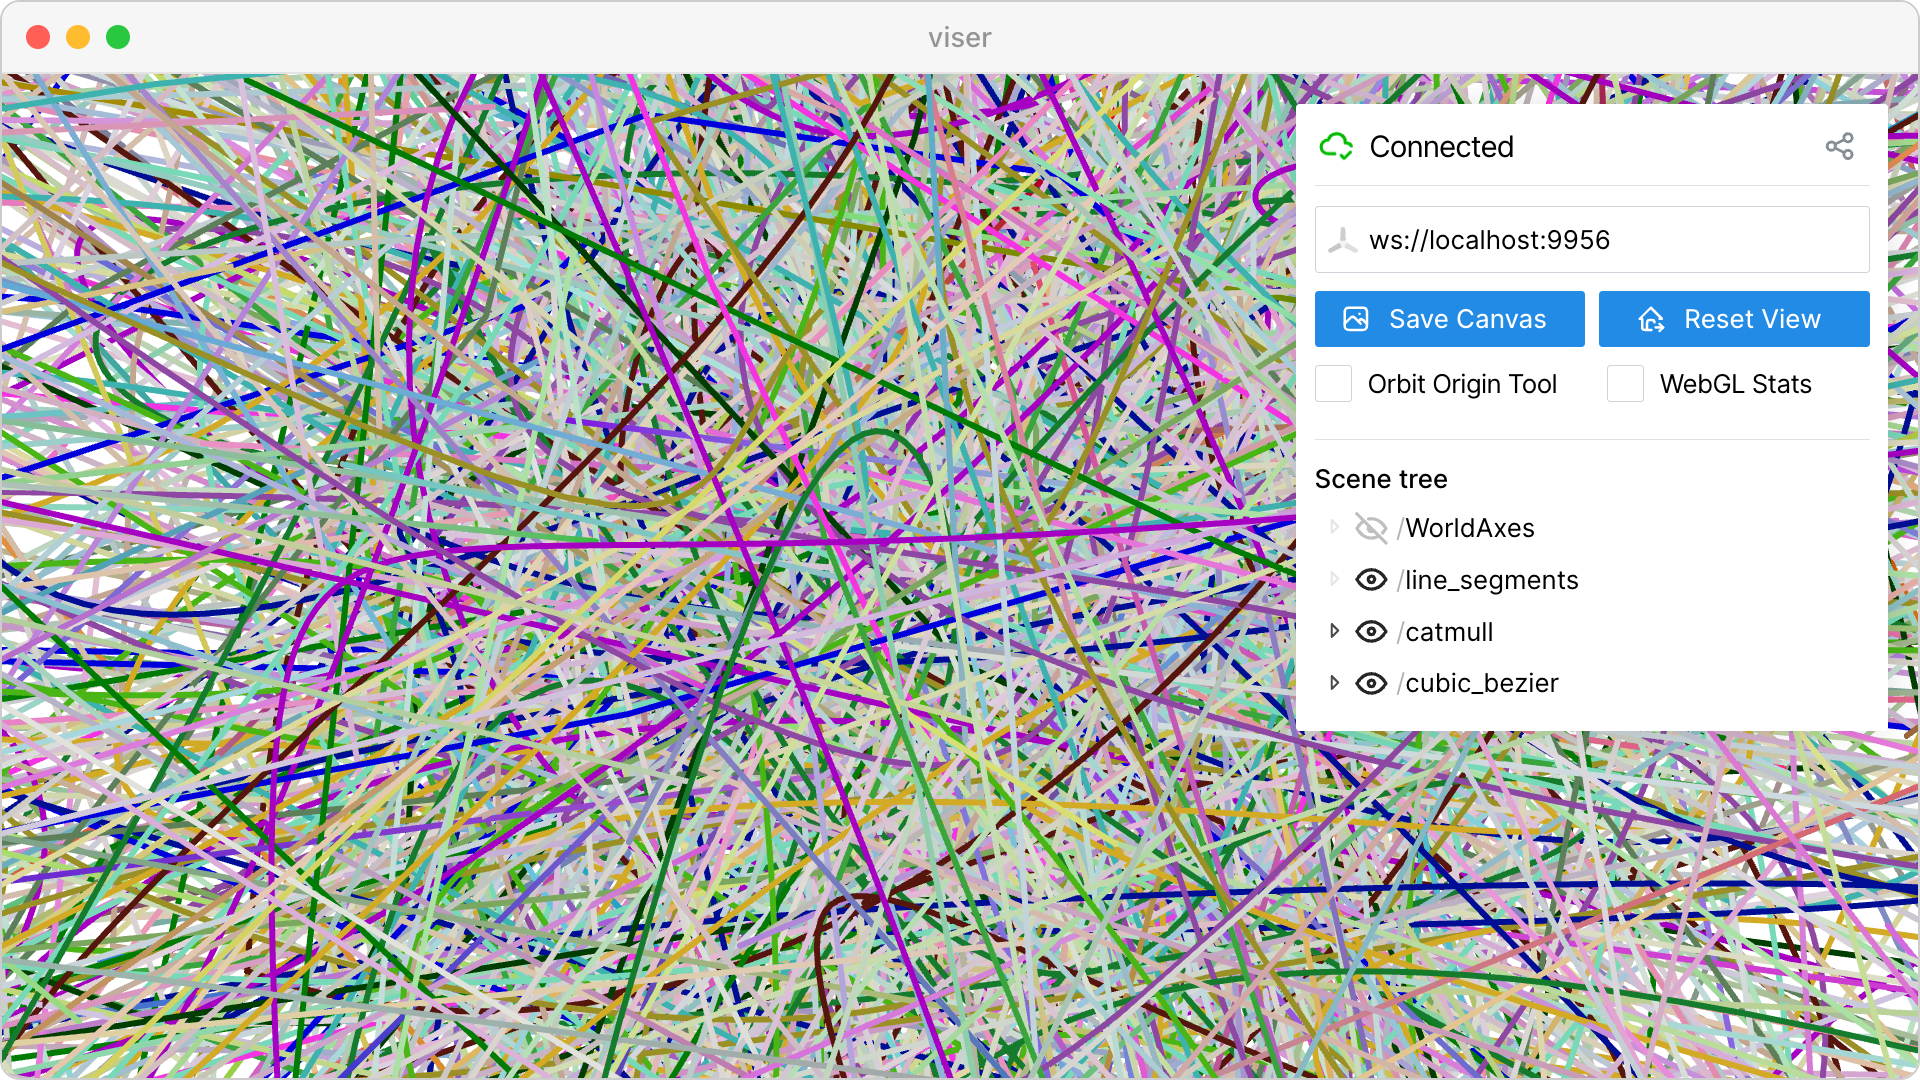 viser
Connected
ws://localhost:9956
Save Canvas
Reset View
Orbit Origin Tool
WebGL Stats
Scene tree
/WorldAxes
/line_segments
/catmull
/cubic_bezier